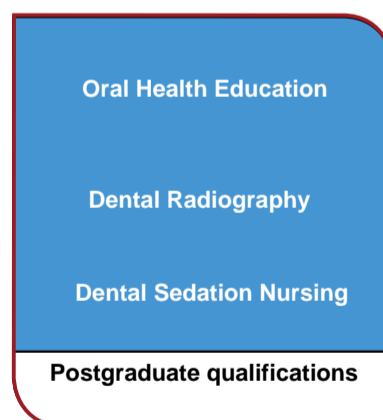 Oral Health Education
Dental Radiography
Dental Sedation Nursing
Postgraduate qualifications